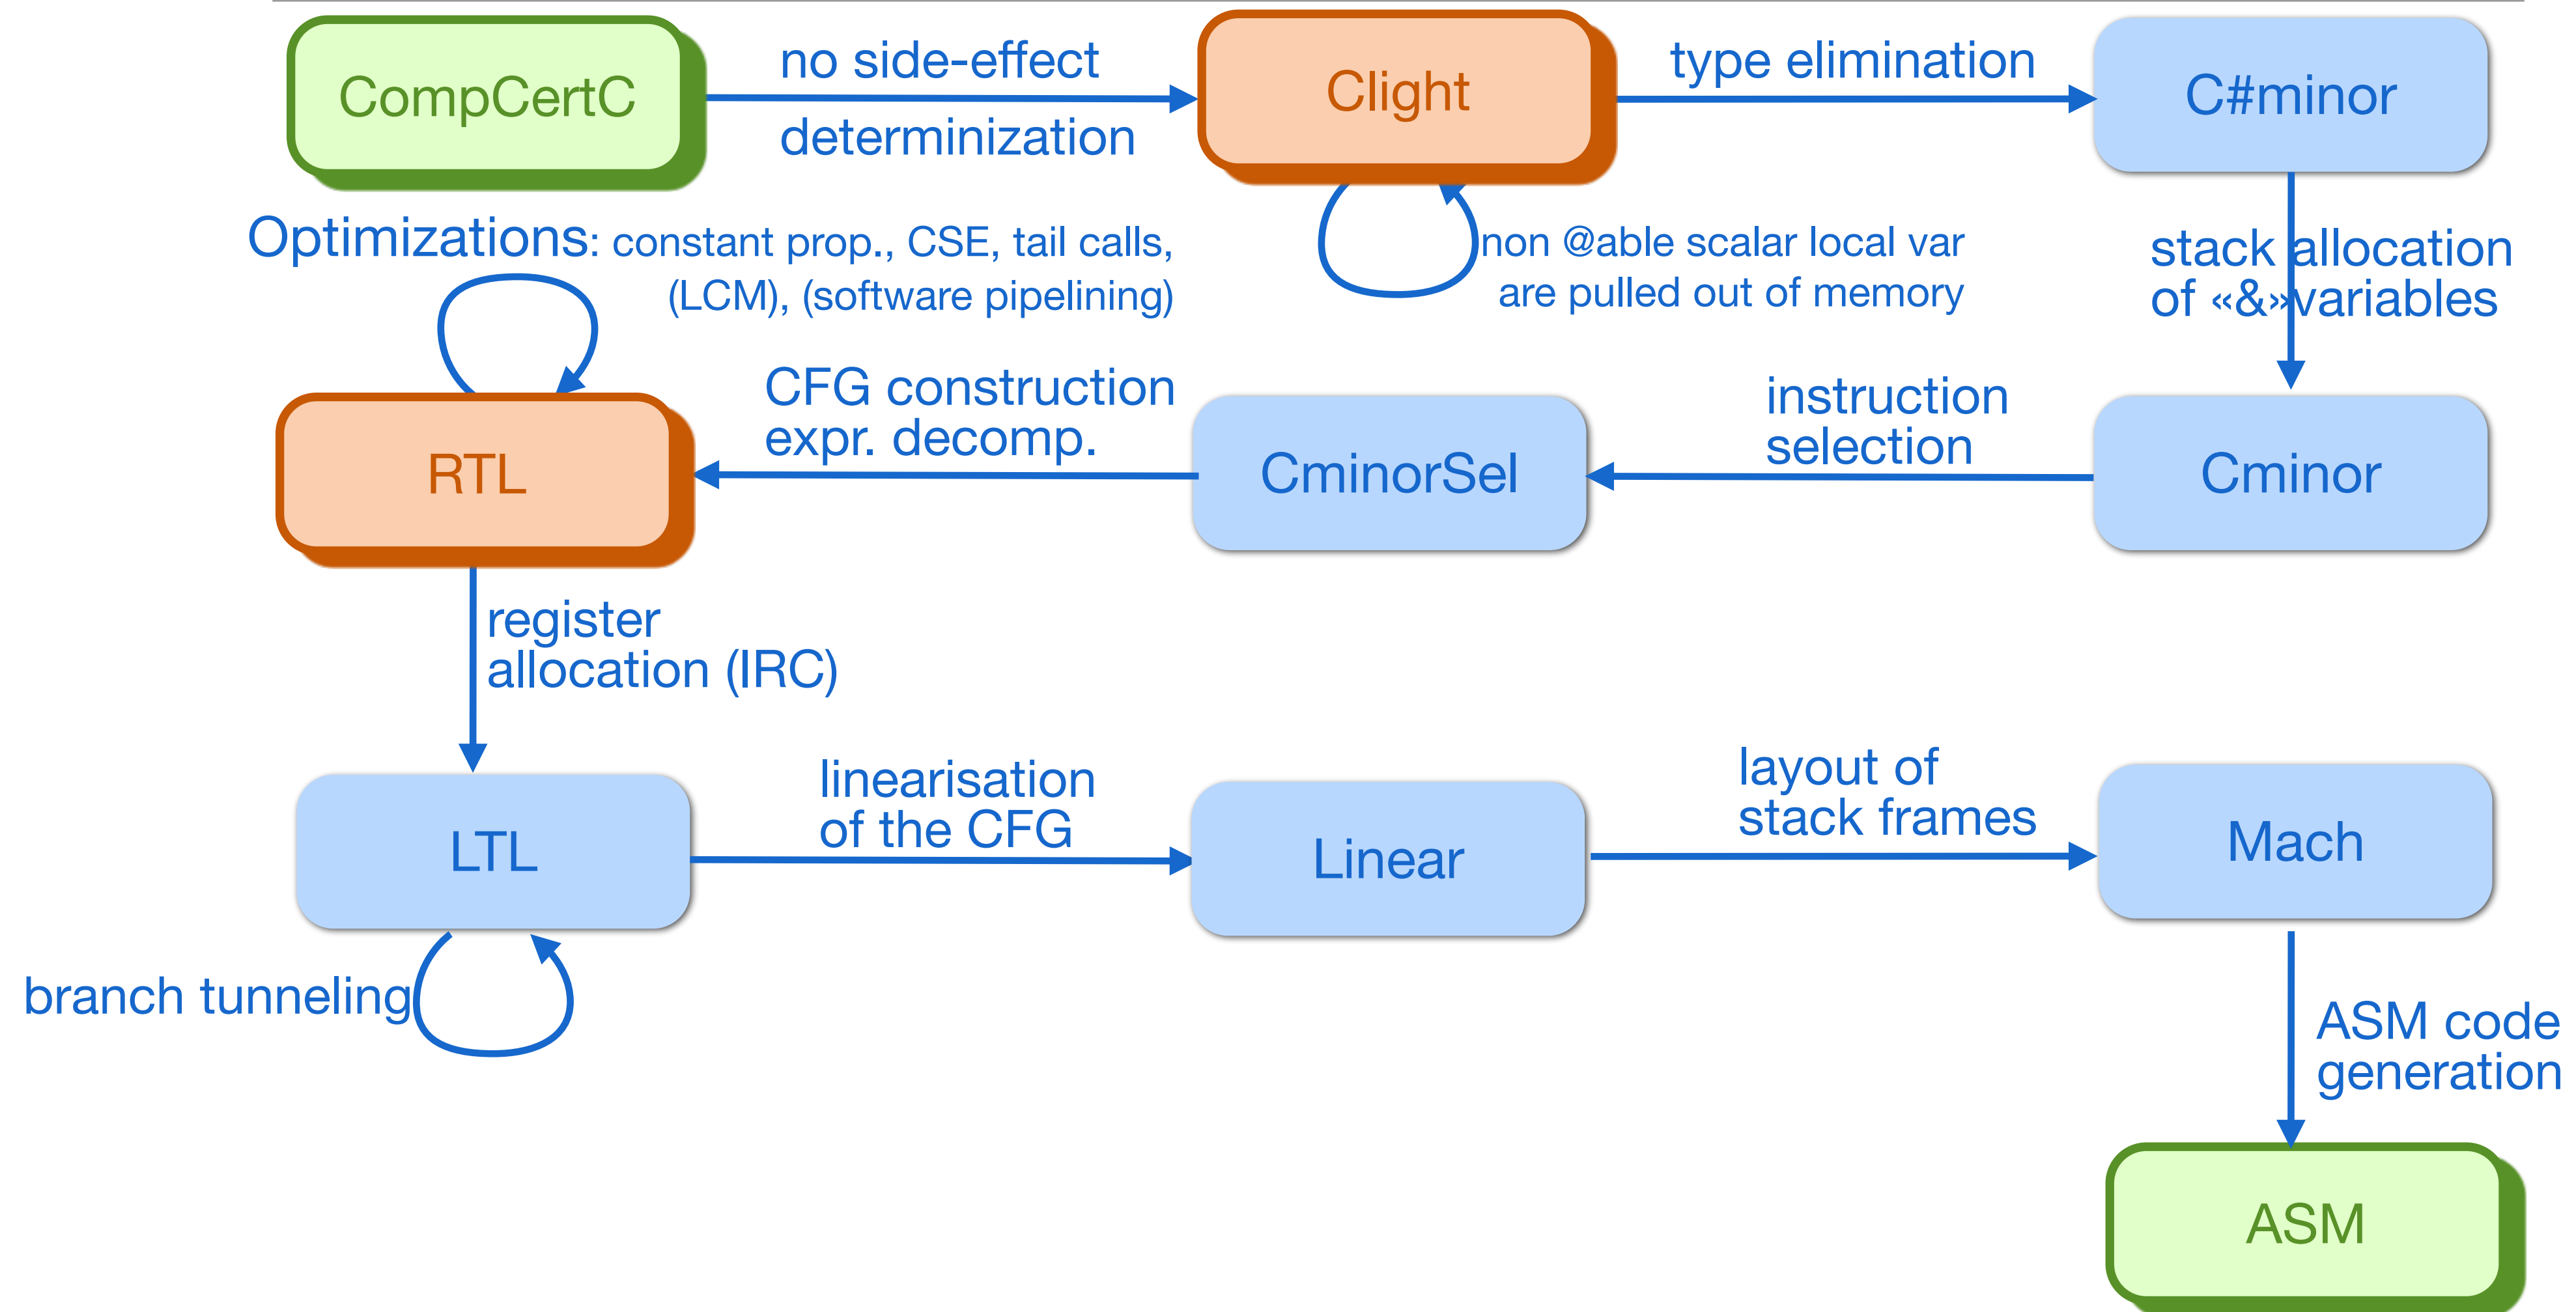 CompCertC
no side-effect
determinization
Clight
type elimination
C#minor
Optimizations: constant prop., CSE, tail calls,
(LCM), (software pipelining)
non @able scalar local var
are pulled out of memory
stack allocation
of «&»variables
RTL
CFG construction
expr. decomp.
CminorSel
instruction
selection
Cminor
register
allocation (IRC)
LTL
linearisation
of the CFG
Linear
layout of
stack frames
Mach
branch tunneling
ASM code
generation
ASM